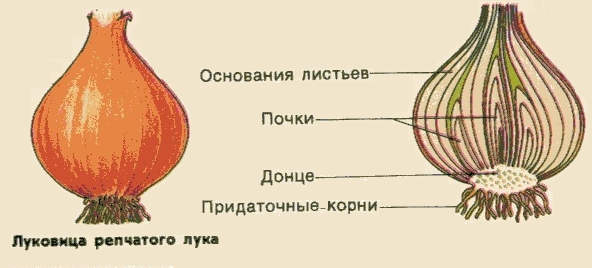 Основания листьев
Почки
Донце
Придаточные корни
Луковица репчатого лука